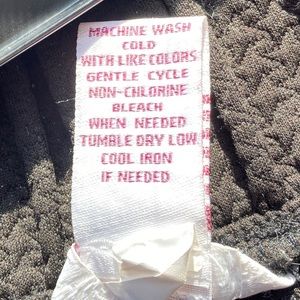 MACHINE WASH
COLD
WITH LIKE COLORS
GENTLE CYCLE
NON-CHLORINE
BLEACH
WHEN NEEDED
TUMBLE DRY LOW
COOL IRON
IF NEEDED